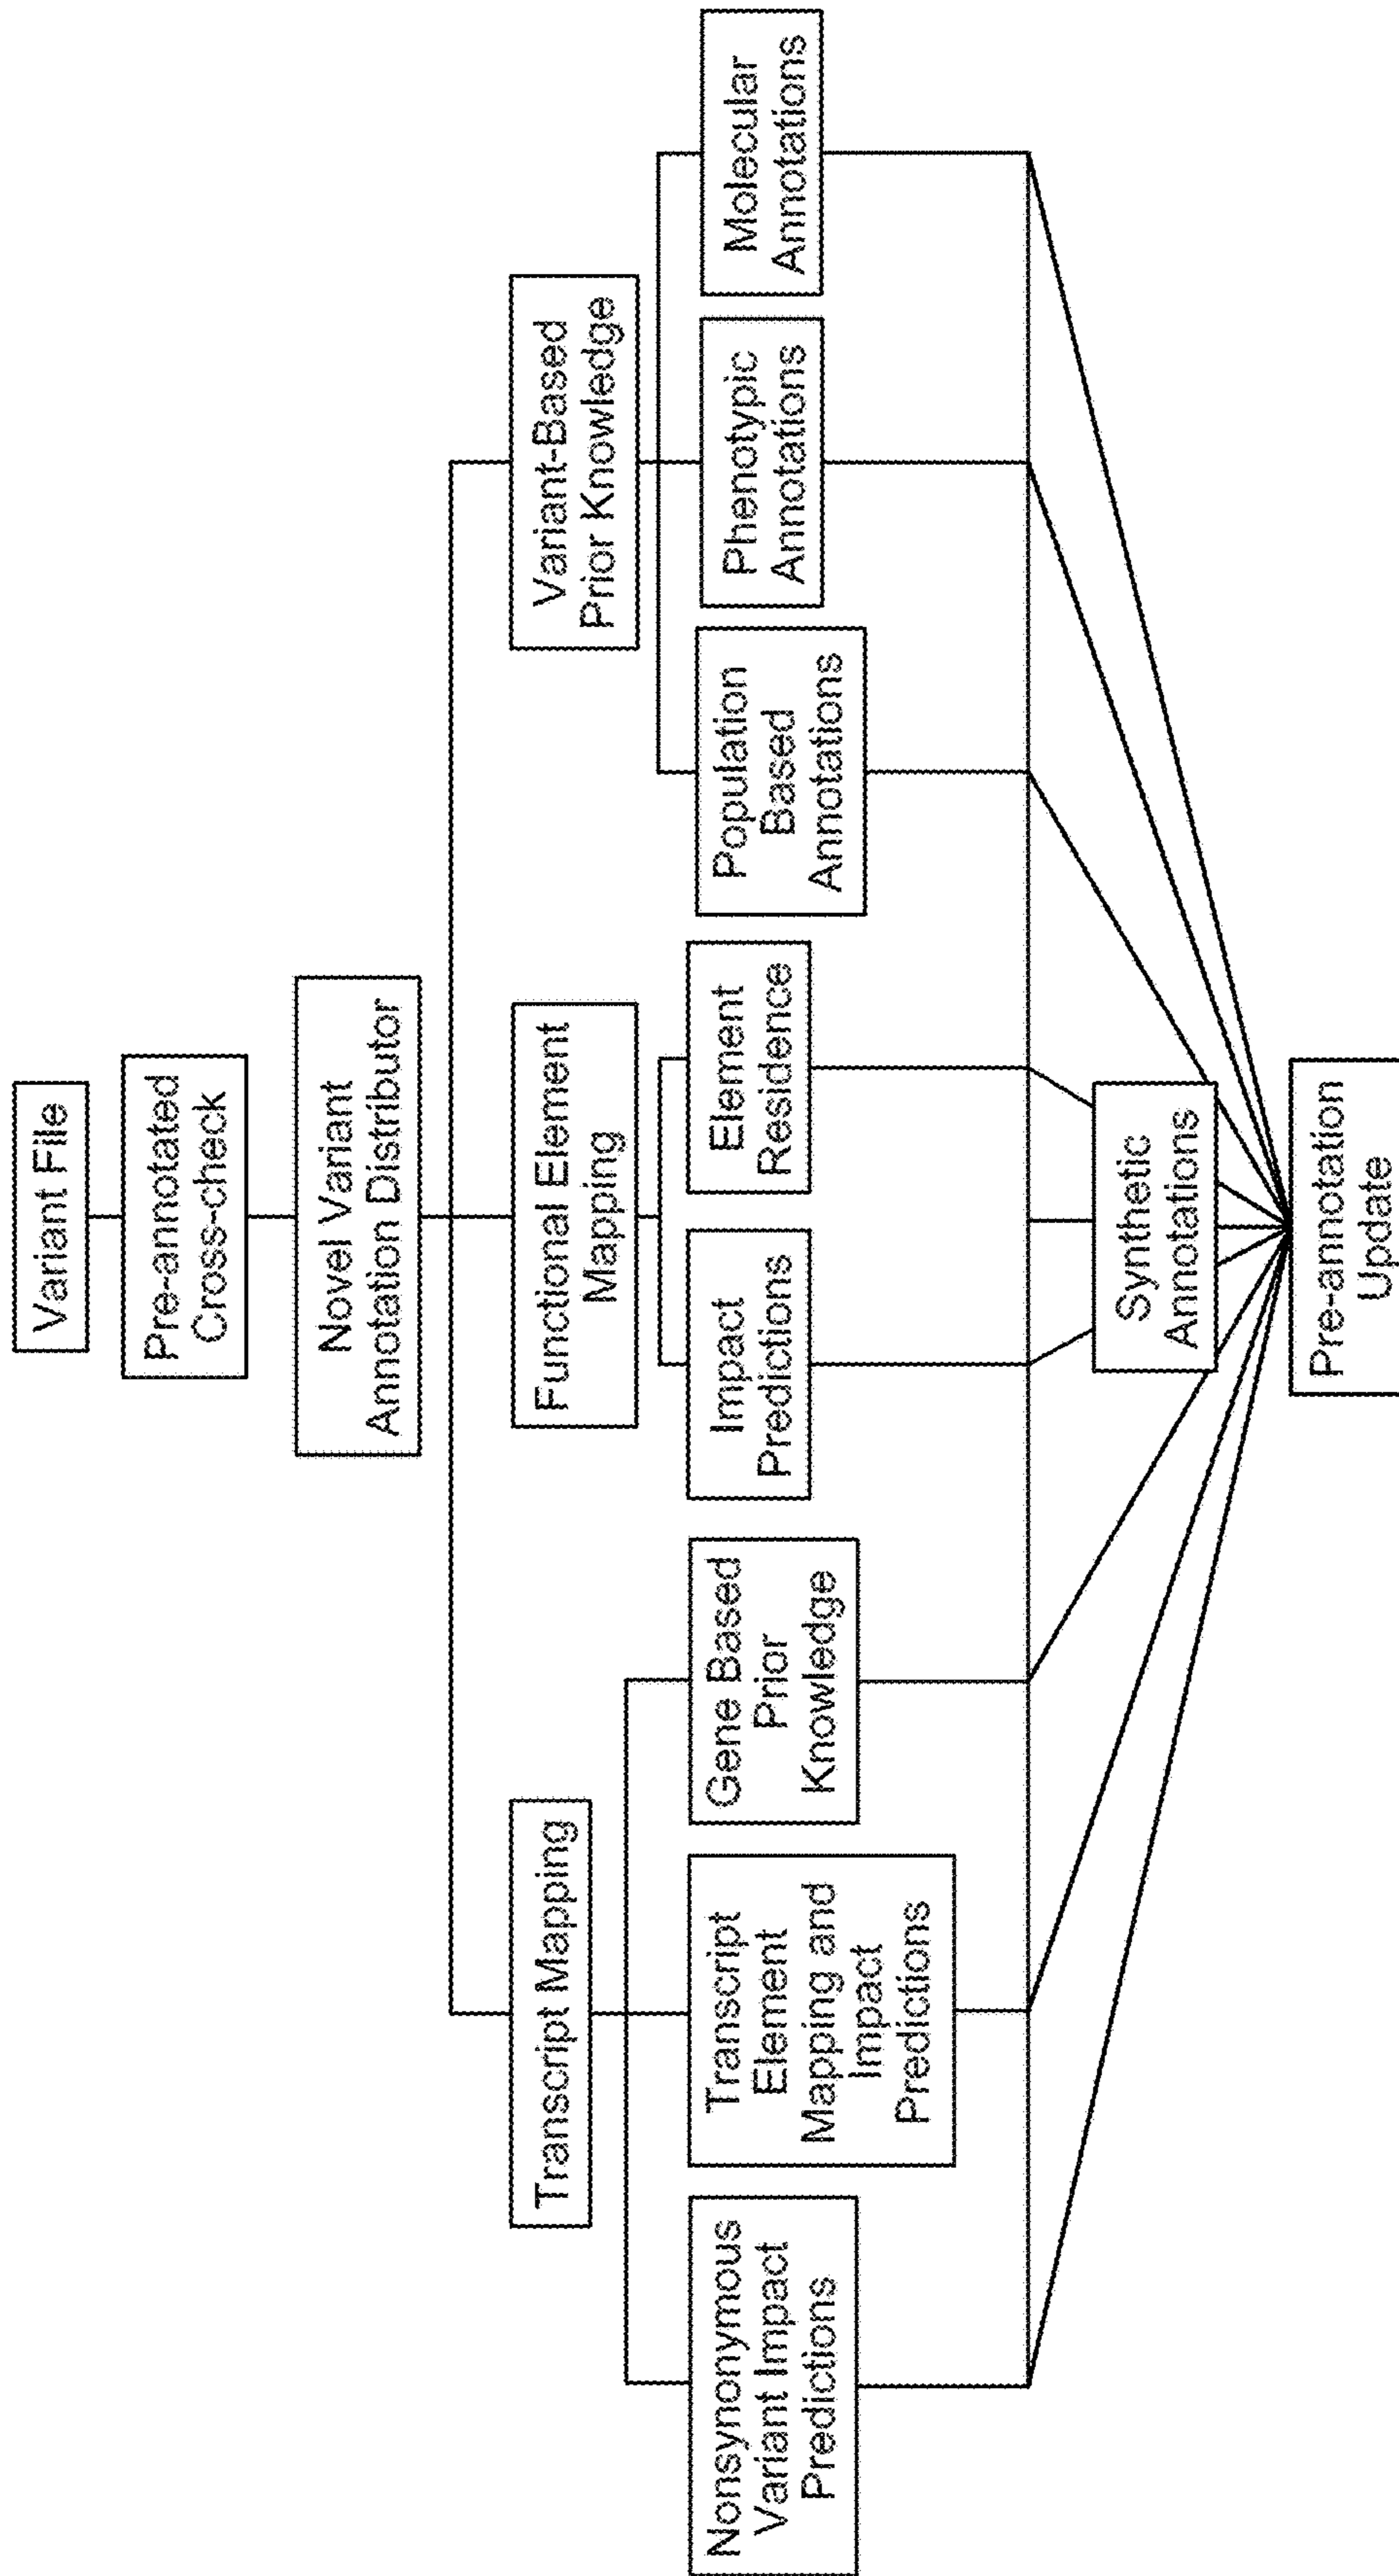 Variant File
Pre-annotated
Cross-check
Novel Variant
Annotation Distributor
Transcript Mapping
Functional Element
Mapping
Variant-Based
Prior Knowledge
Nonsynonymous
Variant Impact
Predictions
Transcript
Element
Mapping and
Impact
Predictions
Gene Based
Prior
Knowledge
Impact
Predictions
Element
Residence
Population
Based
Annotations
Phenotypic
Annotations
Molecular
Annotations
Synthetic
Annotations
Pre-annotation
Update